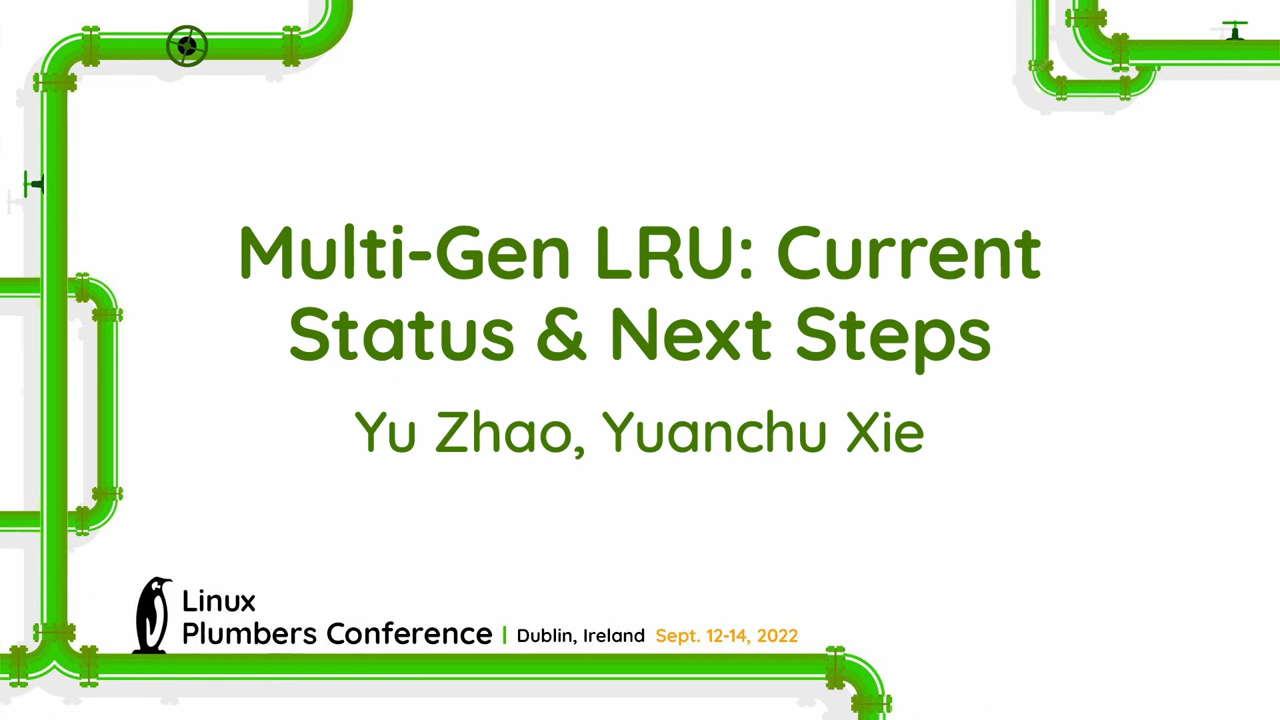 Multi-Gen LRU: Current
Status & Next Steps
Yu Zhao, Yuanchu Xie
Linux
Plumbers Conference | Dublin, Ireland Sept. 12-14, 2022